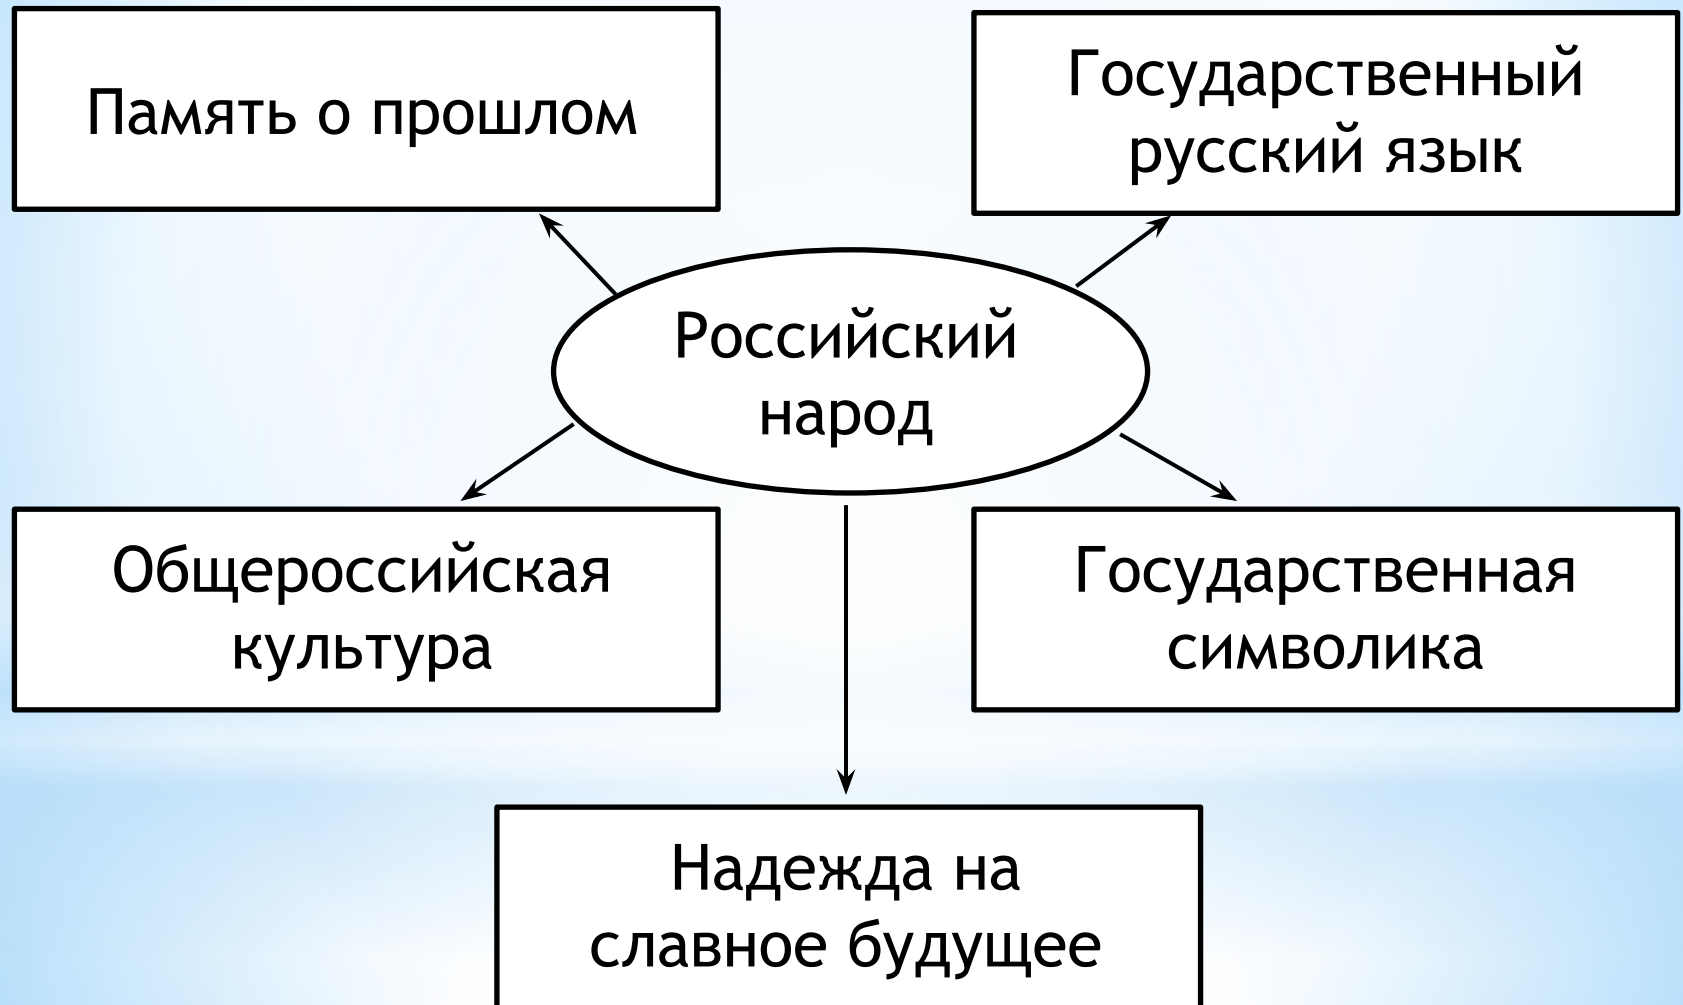 Память о прошлом
Государственный
русский язык
Российский
народ
Общероссийская
культура
Государственная
символика
Надежда на
славное будущее